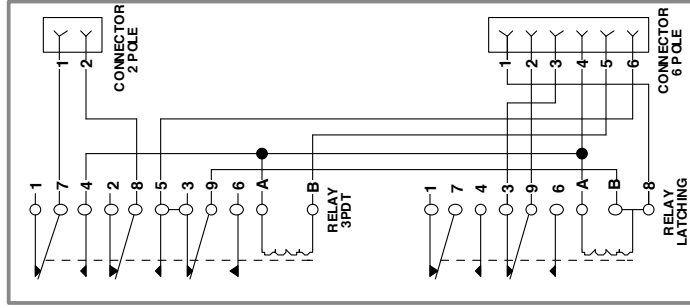 CONNECTOR
2 POLE
1 2
CONNECTOR
6 POLE
1 2 3 4 5 6
1 7 4 2 8 5 3 9 6 A B
RELAY
3PDT
1 7 4 3 9 6 A B 8
RELAY
LATCHING